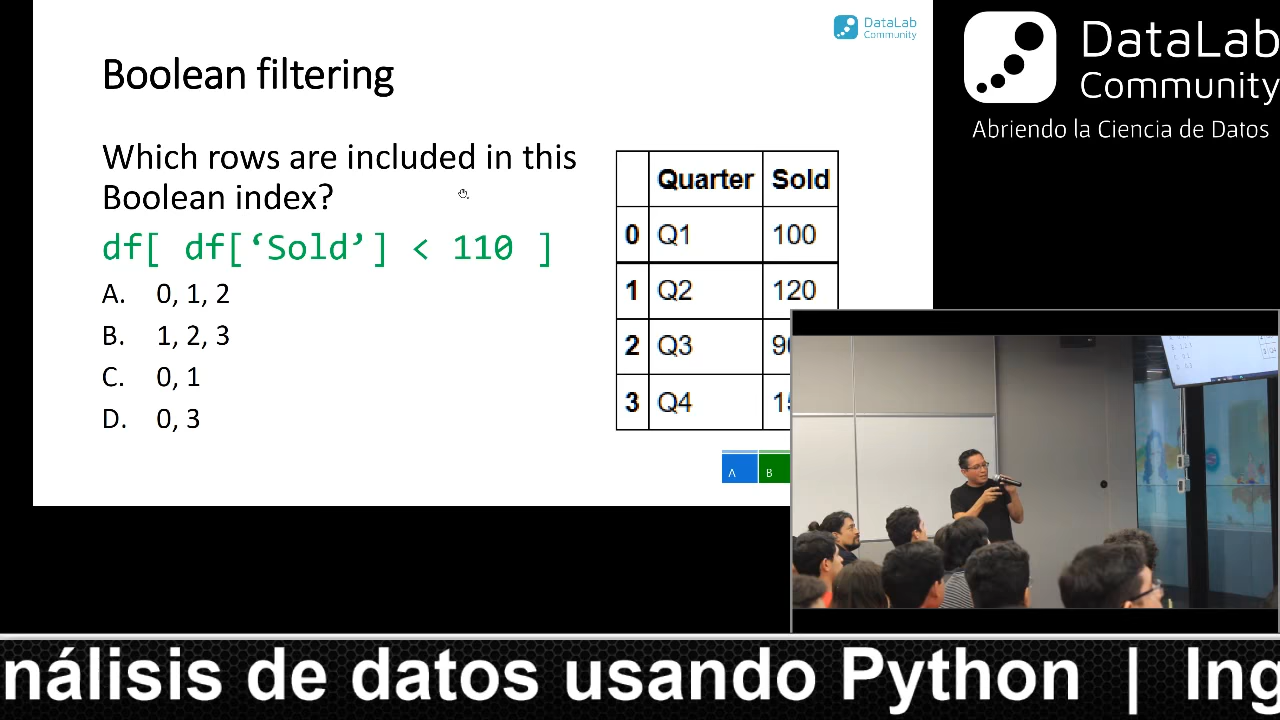 DataLab
Community
Boolean filtering
Which rows are included in this
Boolean index?
df[ df[‘Sold’] < 110 ]
A. 0, 1, 2
B. 1, 2, 3
C. 0, 1
D. 0, 3
Quarter Sold
0 Q1 100
1 Q2 120
2 Q3
3 Q4
A B
DataLab
Community
Abriendo la Ciencia de Datos
nálisis de datos usando Python | Ing